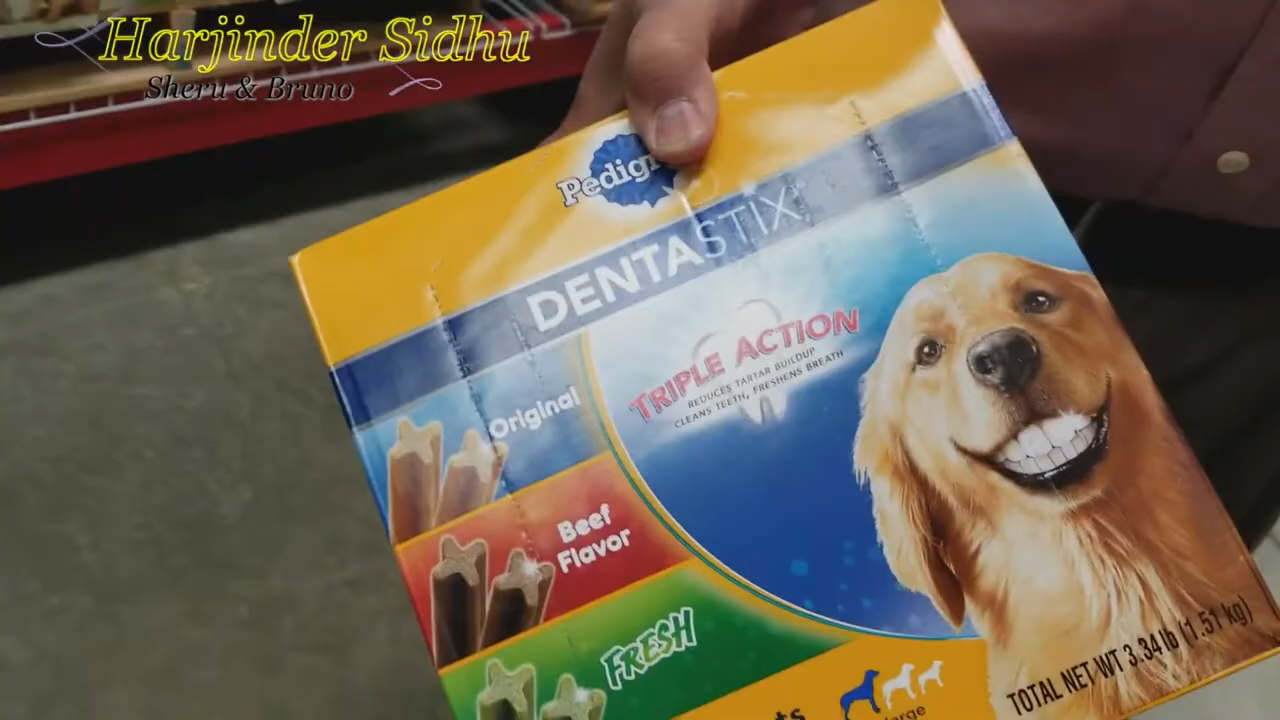 Harjinder Sidhu
Sheru & Bruno
Pedigr
DENTASTIX
TRIPLE ACTION
REDUCES TARTAR BUILDUP
CLEANS TEETH, FRESHENS BREATH
Original
Beef
Flavor
FRESH
TOTAL NET WT 3.34 lb (1.51 kg)